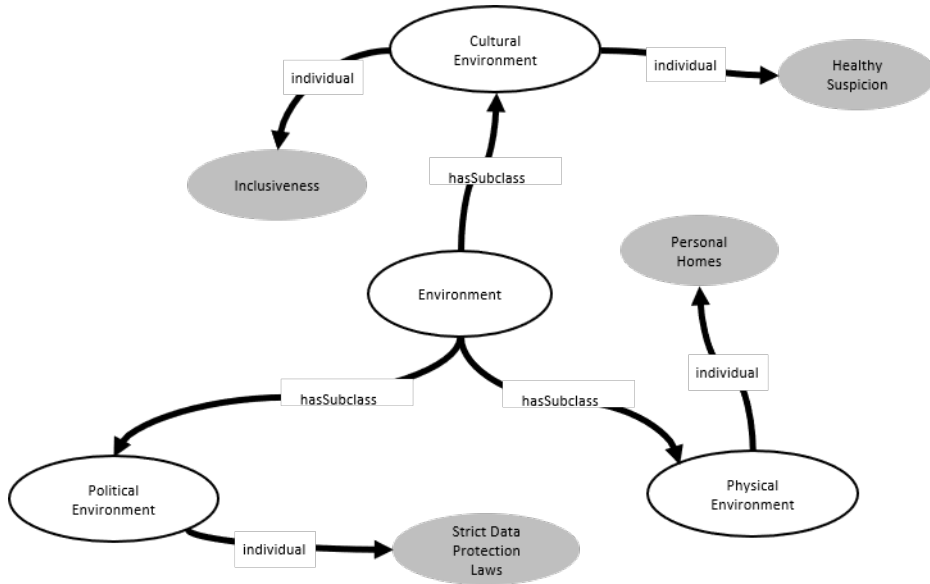 Cultural
Environment
individual
individual
Healthy
Suspicion
Inclusiveness
hasSubclass
Personal
Homes
Environment
individual
hasSubclass
hasSubclass
Political
Environment
Physical
Environment
individual
Strict Data
Protection
Laws